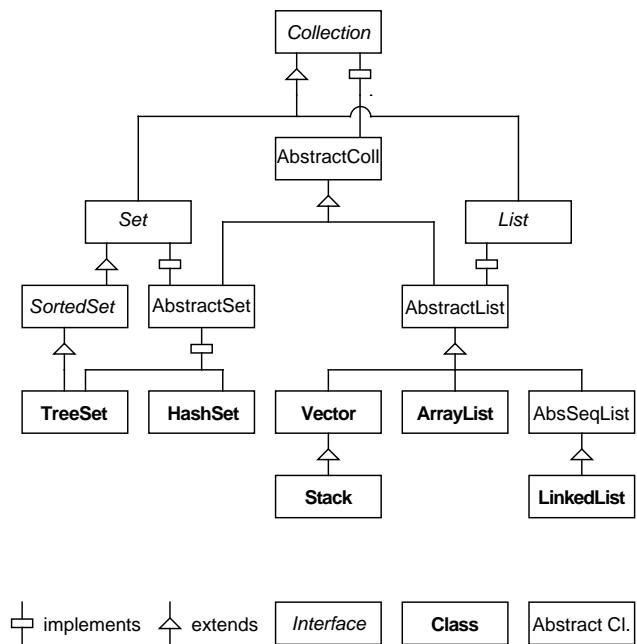 Collection
AbstractColl
Set
List
SortedSet
AbstractSet
AbstractList
TreeSet
HashSet
Vector
ArrayList
AbsSeqList
Stack
LinkedList
implements
extends
Interface
Class
Abstract Cl.